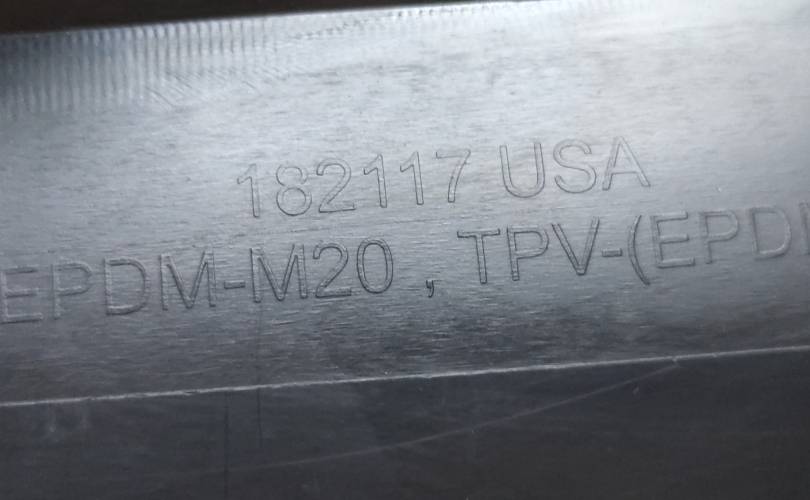 182117 USA
EPDM-M20 , TPV-(EPD